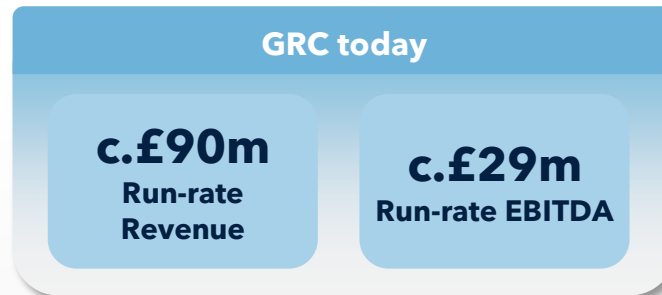 GRC today
c.£90m
Run-rate
Revenue
c.£29m
Run-rate EBITDA